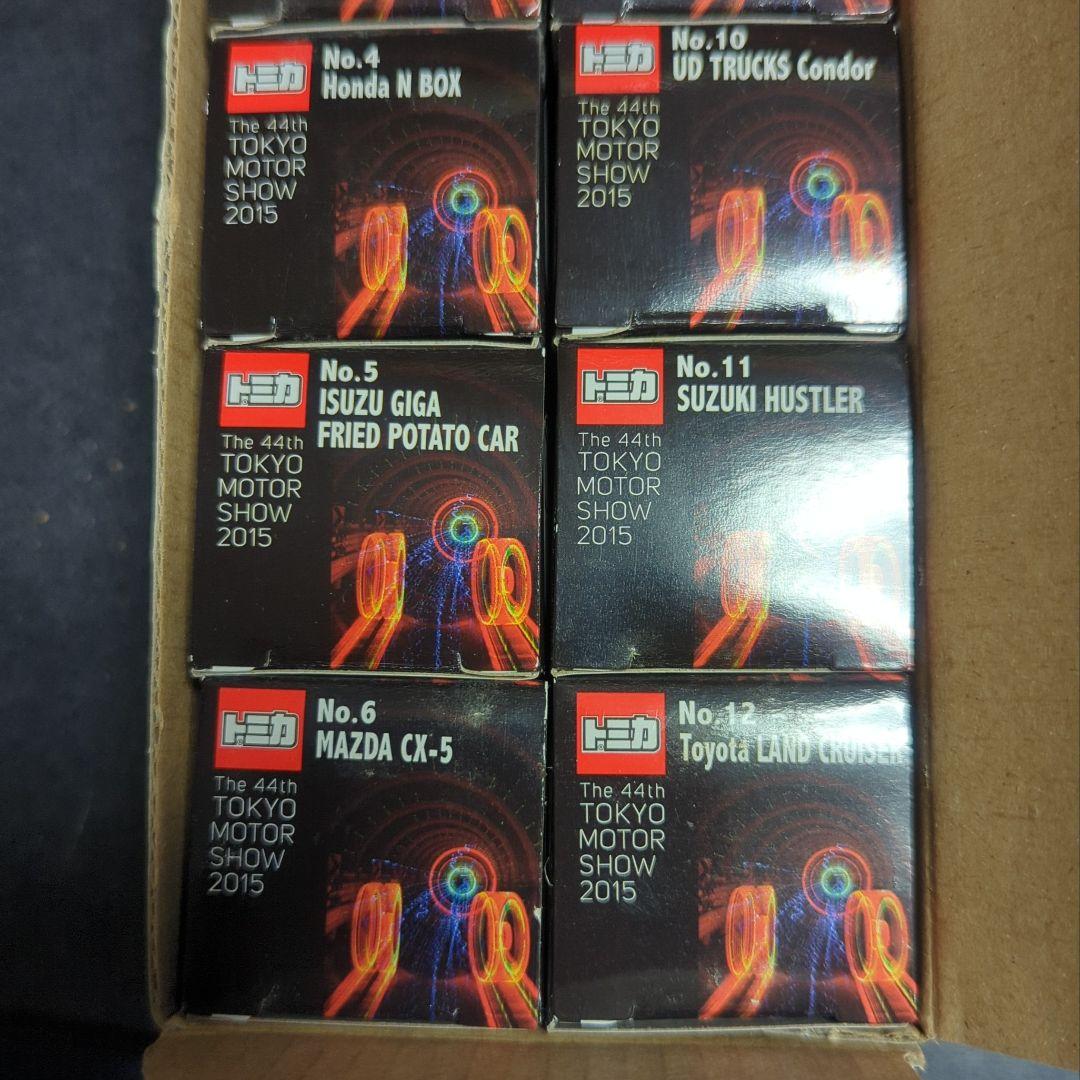 トミカ
No.4
Honda N BOX
The 44th
TOKYO
MOTOR
SHOW
2015
トミカ
No.10
UD TRUCKS Condor
The 44th
TOKYO
MOTOR
SHOW
2015
トミカ
No.5
ISUZU GIGA
FRIED POTATO CAR
The 44th
TOKYO
MOTOR
SHOW
2015
トミカ
No.11
SUZUKI HUSTLER
The 44th
TOKYO
MOTOR
SHOW
2015
トミカ
No.6
MAZDA CX-5
The 44th
TOKYO
MOTOR
SHOW
2015
トミカ
No.12
Toyota LAND CRUISER
The 44th
TOKYO
MOTOR
SHOW
2015